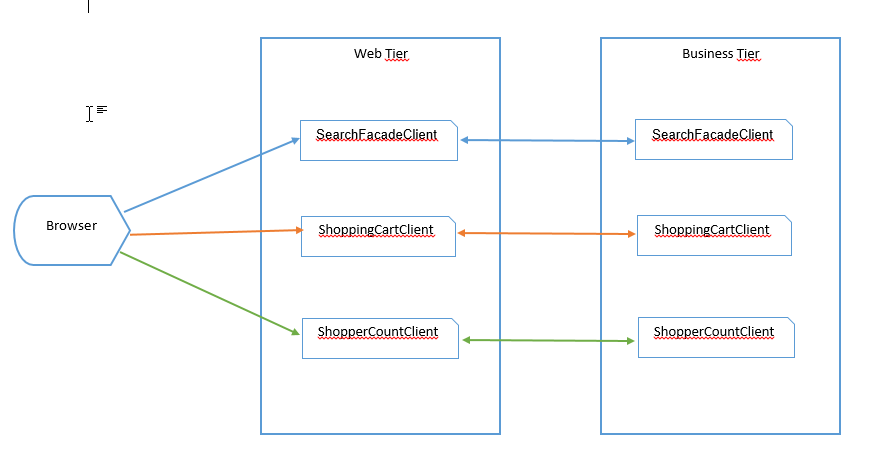 Web Tier
Business Tier
SearchFacadeClient
SearchFacadeClient
Browser
ShoppingCartClient
ShoppingCartClient
ShopperCountClient
ShopperCountClient